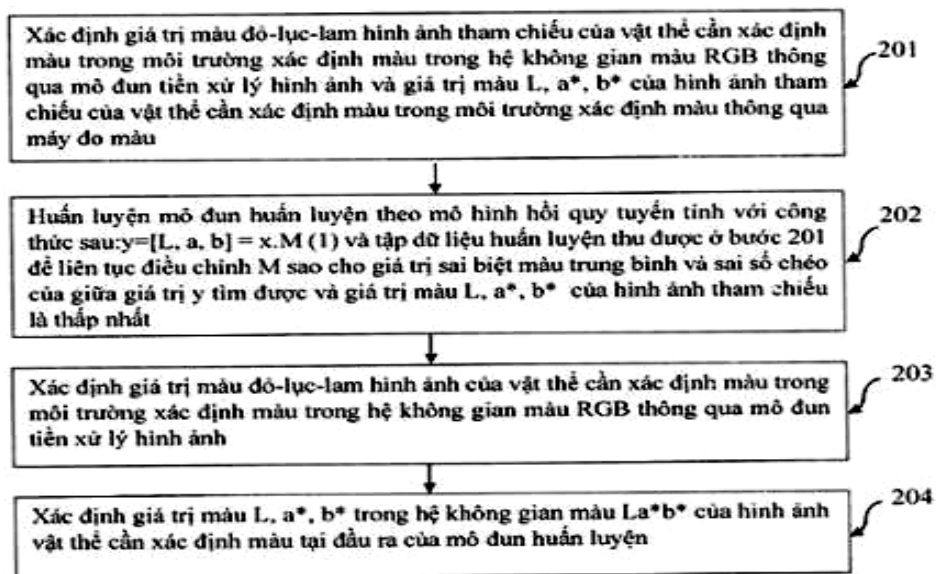 Xác định giá trị màu đỏ-lục-lam hình ảnh tham chiếu của vật thể cần xác định
màu trong môi trường xác định màu trong hệ không gian màu RGB thông
qua mô đun tiền xử lý hình ảnh và giá trị màu L, a*, b* của hình ảnh tham
chiếu của vật thể cần xác định màu trong môi trường xác định màu thông qua
máy đo màu
201
Huấn luyện mô đun huấn luyện theo mô hình hồi quy tuyến tính với công
thức sau:y=[L, a, b] = x.M (1) và tập dữ liệu huấn luyện thu được ở bước 201
để liên tục điều chỉnh M sao cho giá trị sai biệt màu trung bình và sai số chéo
của giữa giá trị y tìm được và giá trị màu L, a*, b* của hình ảnh tham chiếu
là thấp nhất
202
Xác định giá trị màu đỏ-lục-lam hình ảnh của vật thể cần xác định màu trong
môi trường xác định màu trong hệ không gian màu RGB thông qua mô đun
tiền xử lý hình ảnh
203
Xác định giá trị màu L, a*, b* trong hệ không gian màu La*b* của hình ảnh
vật thể cần xác định màu tại đầu ra của mô đun huấn luyện
204